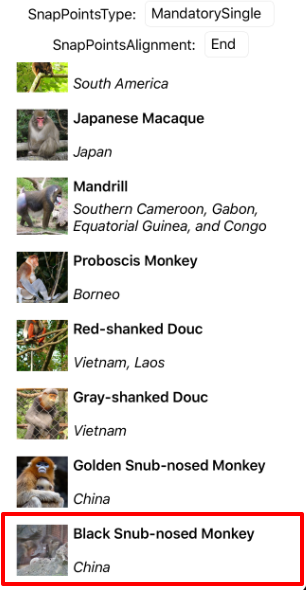 SnapPointsType: MandatorySingle
SnapPointsAlignment: End
South America
Japanese Macaque
Japan
Mandrill
Southern Cameroon, Gabon,
Equatorial Guinea, and Congo
Proboscis Monkey
Borneo
Red-shanked Douc
Vietnam, Laos
Gray-shanked Douc
Vietnam
Golden Snub-nosed Monkey
China
Black Snub-nosed Monkey
China